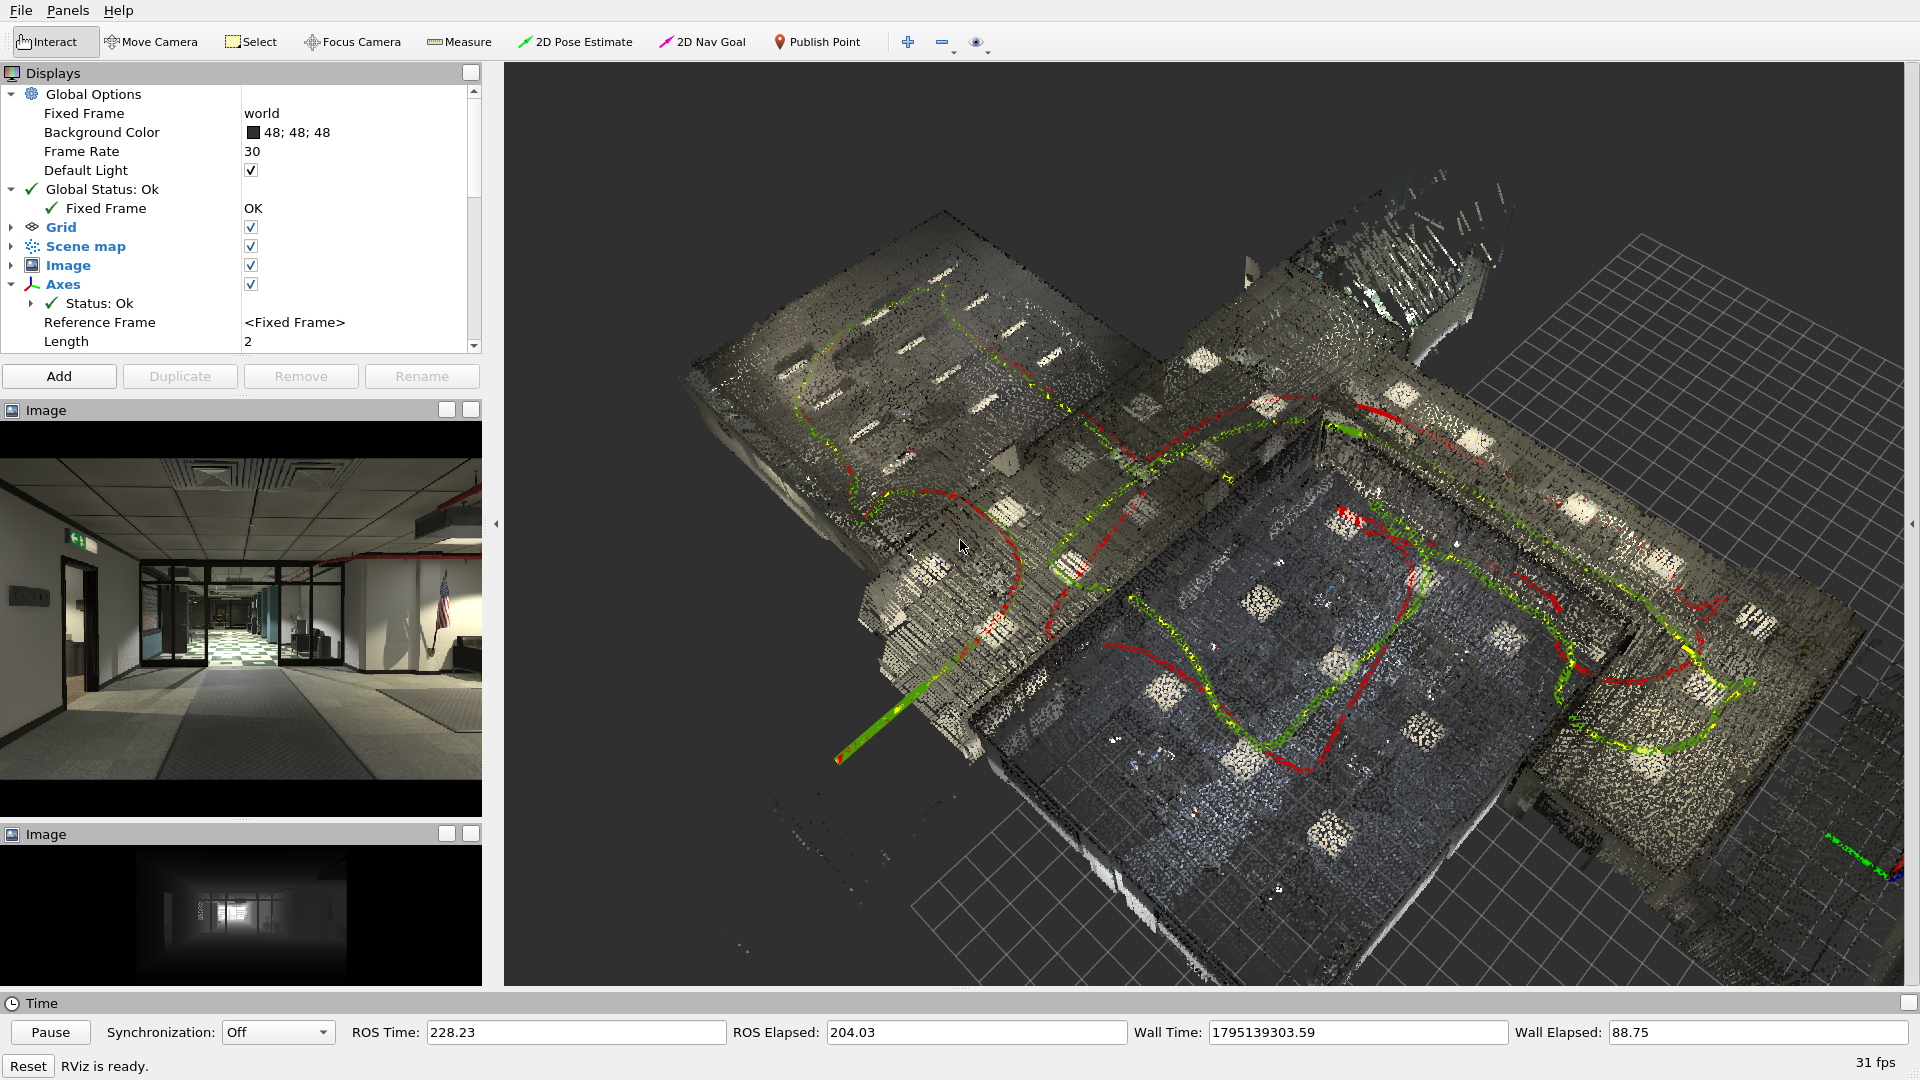 File Panels Help
Interact Move Camera Select Focus Camera Measure 2D Pose Estimate 2D Nav Goal Publish Point
Displays
Global Options
Fixed Frame world
Background Color 48; 48; 48
Frame Rate 30
Default Light
Global Status: Ok
Fixed Frame OK
Grid
Scene map
Image
Axes
Status: Ok
Reference Frame <Fixed Frame>
Length 2
Add Duplicate Remove Rename
Image
Image
Time
Pause Synchronization: Off ROS Time: 228.23 ROS Elapsed: 204.03 Wall Time: 1795139303.59 Wall Elapsed: 88.75
Reset RViz is ready. 31 fps